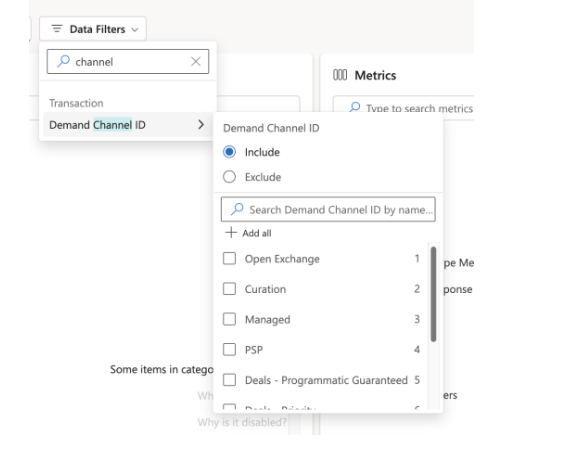 Data Filters
channel
Metrics
Transaction
Type to search metrics
Demand Channel ID
Demand Channel ID
Include
Exclude
Search Demand Channel ID by name...
Add all
Open Exchange 1
pe Me
Curation 2
ponse
Managed 3
PSP 4
Some items in catego
Deals - Programmatic Guaranteed 5
Wh
ers
Why is it disabled?